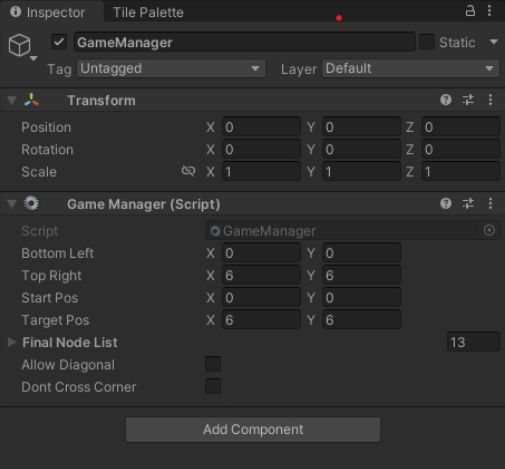 Inspector Tile Palette
GameManager Static
Tag Untagged Layer Default
Transform
Position X 0 Y 0 Z 0
Rotation X 0 Y 0 Z 0
Scale X 1 Y 1 Z 1
Game Manager (Script)
Script GameManager
Bottom Left X 0 Y 0
Top Right X 6 Y 6
Start Pos X 0 Y 0
Target Pos X 6 Y 6
Final Node List 13
Allow Diagonal
Dont Cross Corner
Add Component